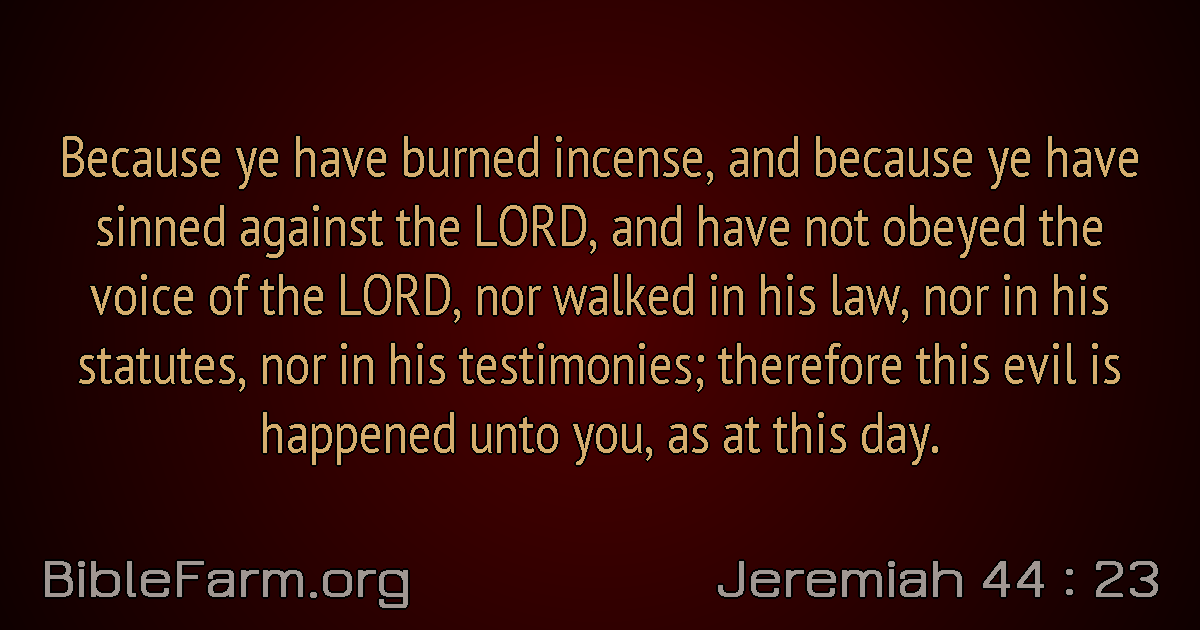 Because ye have burned incense, and because ye have
sinned against the LORD, and have not obeyed the
voice of the LORD, nor walked in his law, nor in his
statutes, nor in his testimonies; therefore this evil is
happened unto you, as at this day.
BibleFarm.org
Jeremiah 44 : 23